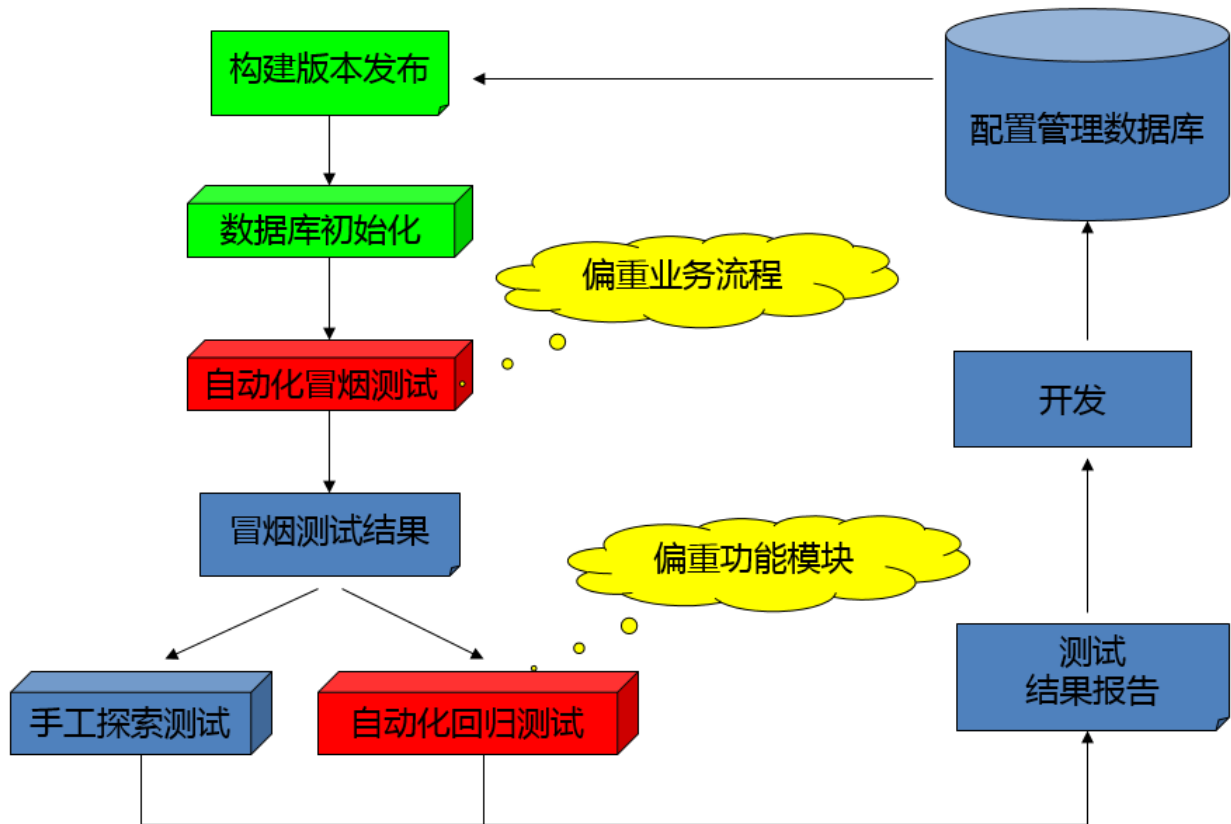 构建版本发布
配置管理数据库
数据库初始化
偏重业务流程
自动化冒烟测试
开发
冒烟测试结果
偏重功能模块
测试
结果报告
手工探索测试
自动化回归测试